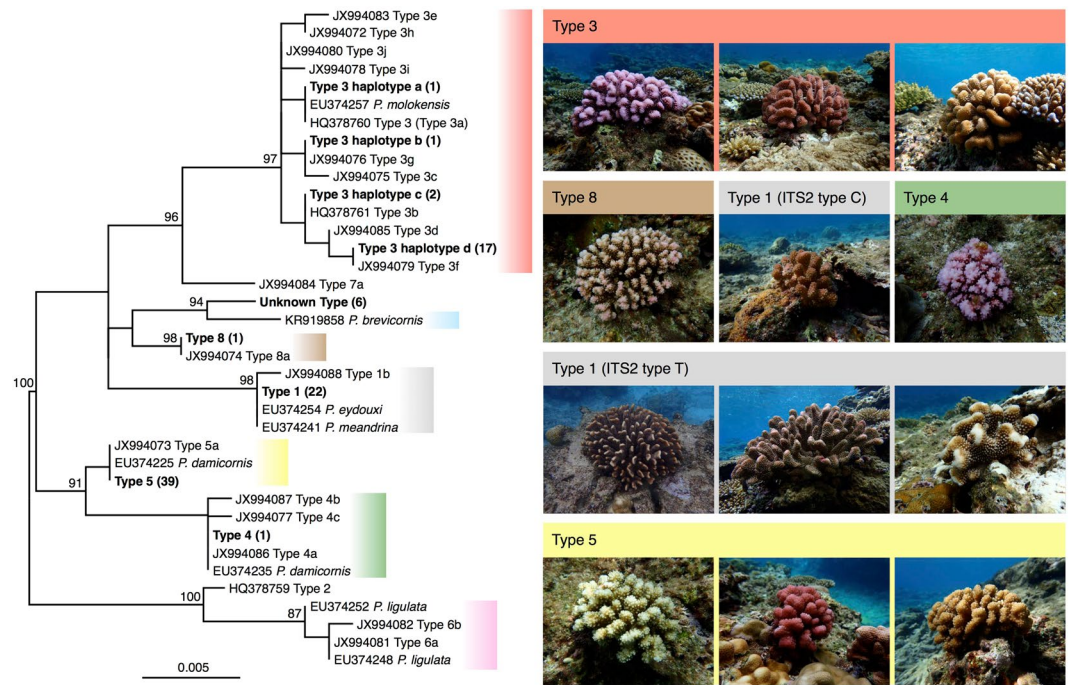 JX994083 Type 3e
JX994072 Type 3h
JX994080 Type 3j
JX994078 Type 3i
Type 3 haplotype a (1)
EU374257 P. molokensis
HQ378760 Type 3 (Type 3a)
Type 3 haplotype b (1)
97
JX994076 Type 3g
JX994075 Type 3c
Type 3 haplotype c (2)
HQ378761 Type 3b
96
JX994085 Type 3d
Type 3 haplotype d (17)
JX994079 Type 3f
JX994084 Type 7a
94
Unknown Type (6)
KR919858 P. brevicornis
98
Type 8 (1)
JX994074 Type 8a
JX994088 Type 1b
100
98
Type 1 (22)
EU374254 P. eydouxi
EU374241 P. meandrina
JX994073 Type 5a
EU374225 P. damicornis
91
Type 5 (39)
JX994087 Type 4b
JX994077 Type 4c
Type 4 (1)
JX994086 Type 4a
EU374235 P. damicornis
HQ378759 Type 2
100
EU374252 P. ligulata
87
JX994082 Type 6b
JX994081 Type 6a
EU374248 P. ligulata
0.005
Type 3
Type 8
Type 1 (ITS2 type C)
Type 4
Type 1 (ITS2 type T)
Type 5